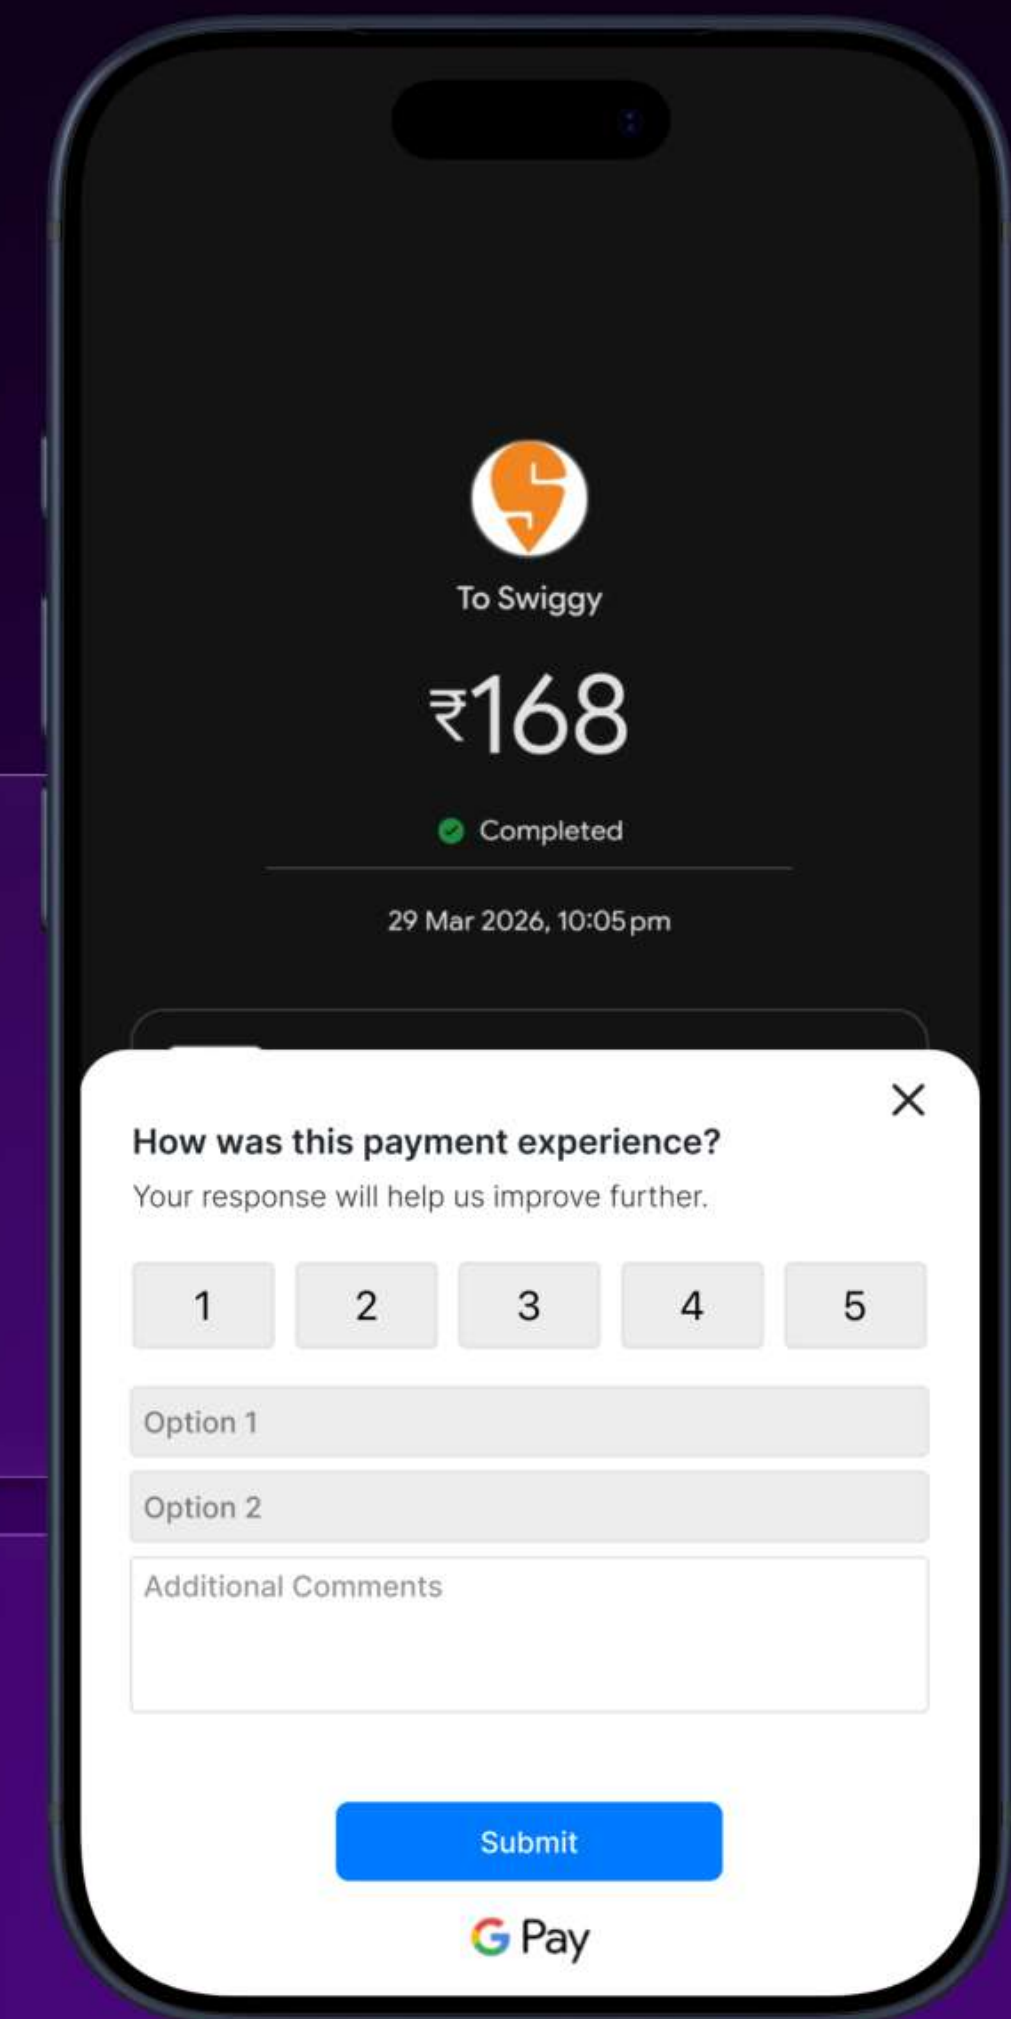 To Swiggy
₹168
Completed
29 Mar 2026, 10:05 pm
How was this payment experience?
Your response will help us improve further.
1 2 3 4 5
Option 1
Option 2
Additional Comments
Submit
G Pay